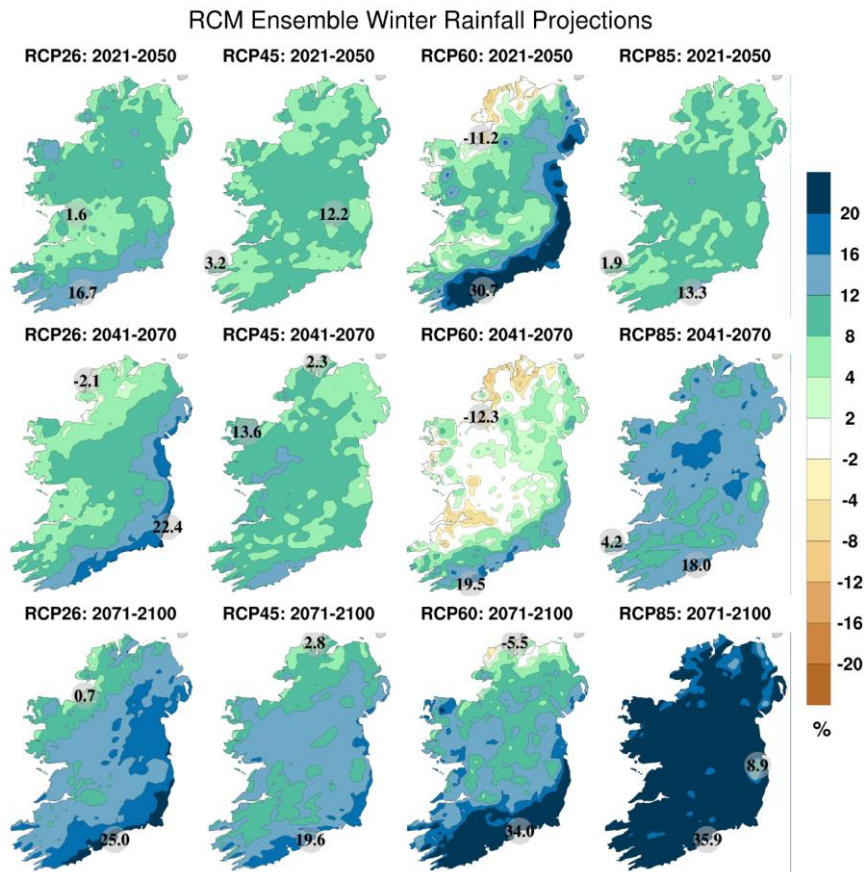 RCM Ensemble Winter Rainfall Projections
RCP26: 2021-2050
RCP45: 2021-2050
RCP60: 2021-2050
RCP85: 2021-2050
1.6
16.7
12.2
3.2
-11.2
30.7
1.9
13.3
RCP26: 2041-2070
RCP45: 2041-2070
RCP60: 2041-2070
RCP85: 2041-2070
-2.1
22.4
2.3
13.6
-12.3
19.5
4.2
18.0
RCP26: 2071-2100
RCP45: 2071-2100
RCP60: 2071-2100
RCP85: 2071-2100
0.7
25.0
2.8
19.6
-5.5
34.0
8.9
35.9
20
16
12
8
4
2
-2
-4
-8
-12
-16
-20
%